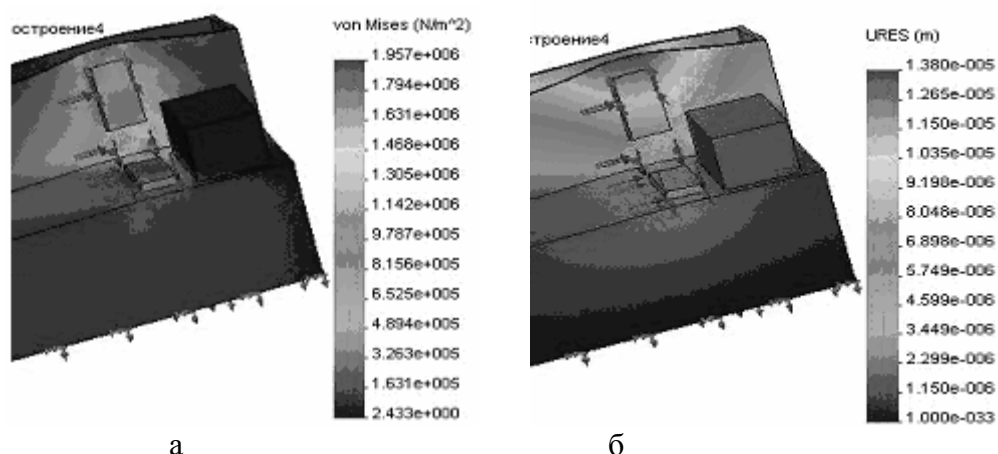 остроение4
von Mises (N/m^2)
1.957e+006
1.794e+006
1.631e+006
1.468e+006
1.305e+006
1.142e+006
9.787e+005
8.156e+005
6.525e+005
4.894e+005
3.263e+005
1.631e+005
2.433e+000
а
строение4
URES (m)
1.380e-005
1.265e-005
1.150e-005
1.035e-005
9.198e-006
8.048e-006
6.898e-006
5.749e-006
4.599e-006
3.449e-006
2.299e-006
1.150e-006
1.000e-033
б